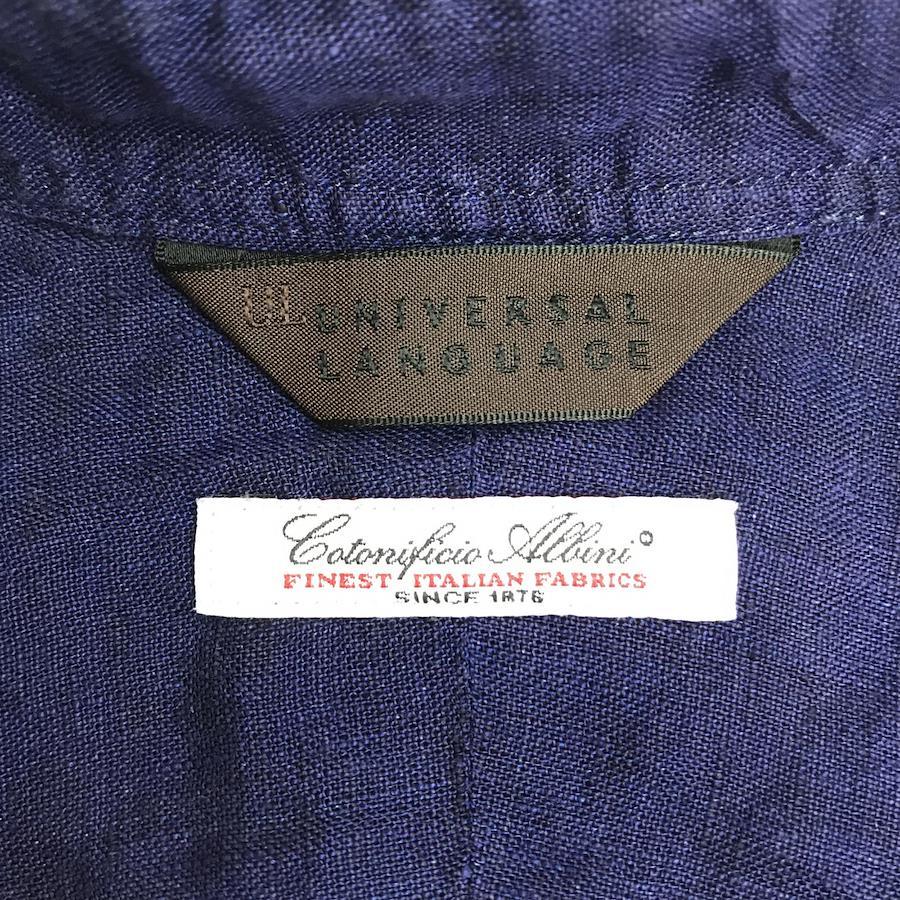 UL UNIVERSAL
LANGUAGE
Cotonificio Albini
FINEST ITALIAN FABRICS
SINCE 1876